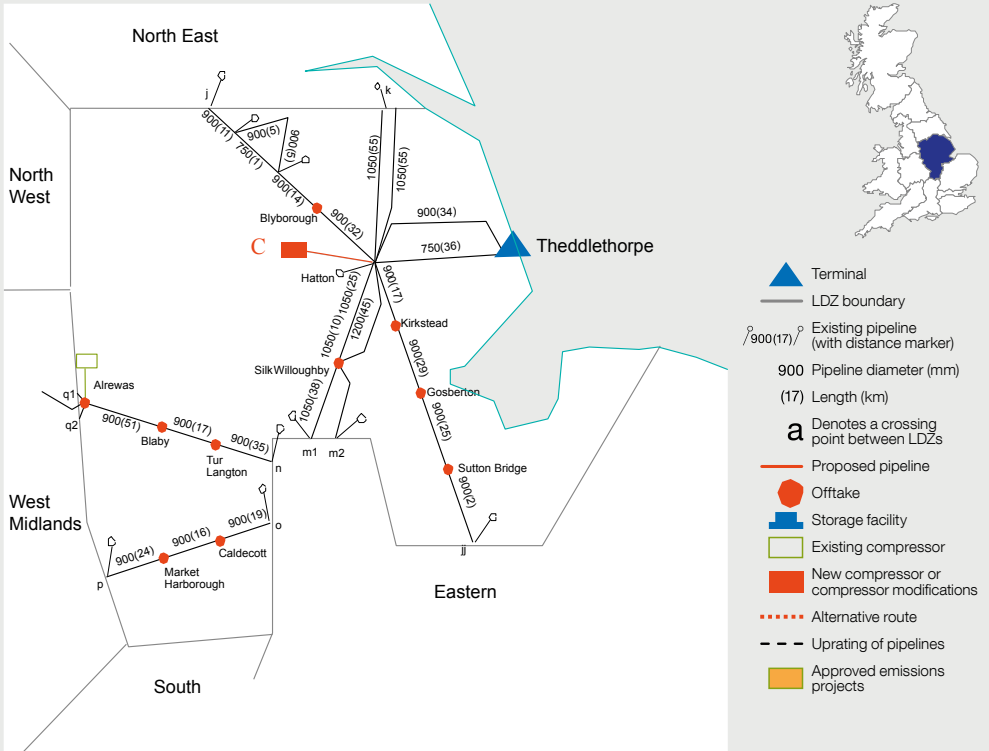 North East
j
k
900(11)
900(5)
900(5)
750(1)
900(14)
1050(55)
1050(55)
North
West
Blyborough
900(32)
900(34)
750(36)
Theddlethorpe
C
Hatton
1050(25)
900(17)
1050(10)
1200(45)
Kirkstead
Silk Willoughby
900(29)
1050(38)
Gosberton
900(25)
q1
Alrewas
q2
900(51)
Blaby
900(17)
Tur
Langton
900(35)
n
m1
m2
Sutton Bridge
900(2)
jj
West
Midlands
o
900(19)
900(16)
Caldecott
900(24)
p
Market
Harborough
Eastern
South
Terminal
LDZ boundary
900(17)
Existing pipeline
(with distance marker)
900
Pipeline diameter (mm)
(17)
Length (km)
a
Denotes a crossing
point between LDZs
Proposed pipeline
Offtake
Storage facility
Existing compressor
New compressor or
compressor modifications
Alternative route
Uprating of pipelines
Approved emissions
projects